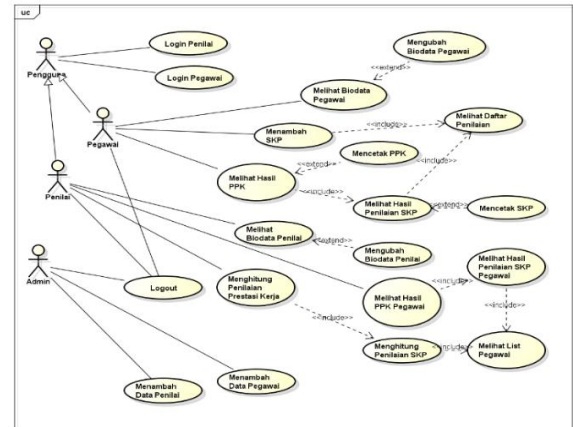 uc
Login Penilai
Pengguna
Login Pegawai
Mengubah
Biodata Pegawai
<<extend>>
Melihat Biodata
Pegawai
Pegawai
Menambah
SKP
<<include>>
Melihat Daftar
Penilaian
Mencetak PPK
<<extend>>
<<include>>
Melihat Hasil
PPK
<<include>>
Penilai
Melihat Hasil
Penilaian SKP
<<extend>>
Mencetak SKP
Melihat
Biodata Penilai
<<extend>>
Mengubah
Biodata Penilai
Melihat Hasil
Penilaian SKP
Pegawai
<<include>>
Admin
Logout
Menghitung
Penilaian
Prestasi Kerja
Melihat Hasil
PPK Pegawai
<<include>>
<<include>>
Menghitung
Penilaian SKP
<<include>>
Melihat List
Pegawai
Menambah
Data Penilai
Menambah
Data Pegawai